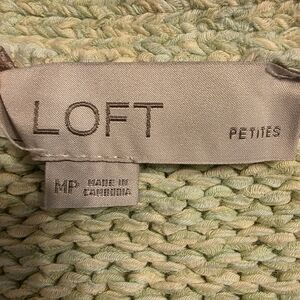 LOFT
PETITES
MP
MADE IN
CAMBODIA